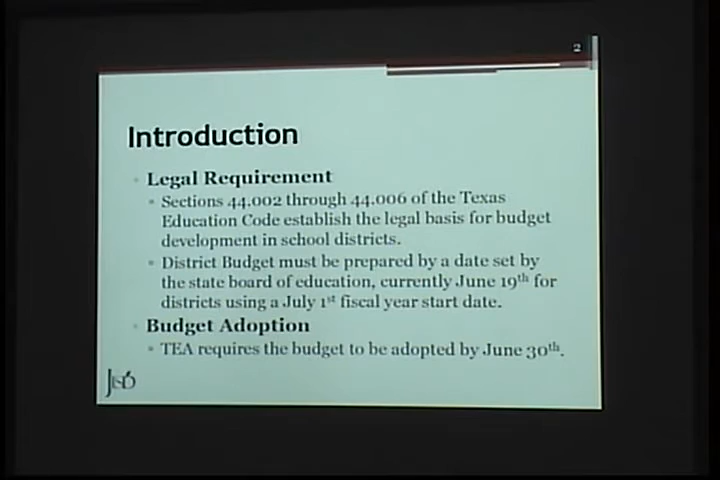 2
Introduction
Legal Requirement
Sections 44.002 through 44.006 of the Texas
Education Code establish the legal basis for budget
development in school districts.
District Budget must be prepared by a date set by
the state board of education, currently June 19th for
districts using a July 1st fiscal year start date.
Budget Adoption
TEA requires the budget to be adopted by June 30th.
JISD